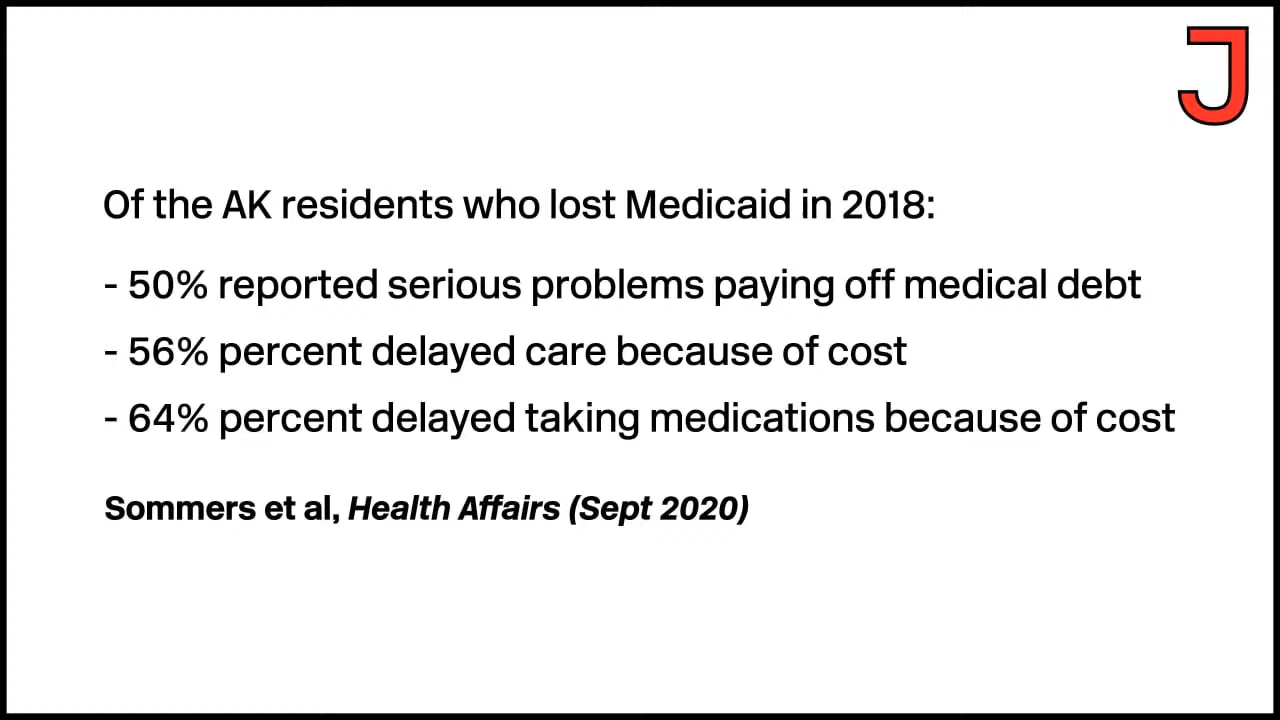 J
Of the AK residents who lost Medicaid in 2018:
- 50% reported serious problems paying off medical debt
- 56% percent delayed care because of cost
- 64% percent delayed taking medications because of cost
Sommers et al, Health Affairs (Sept 2020)